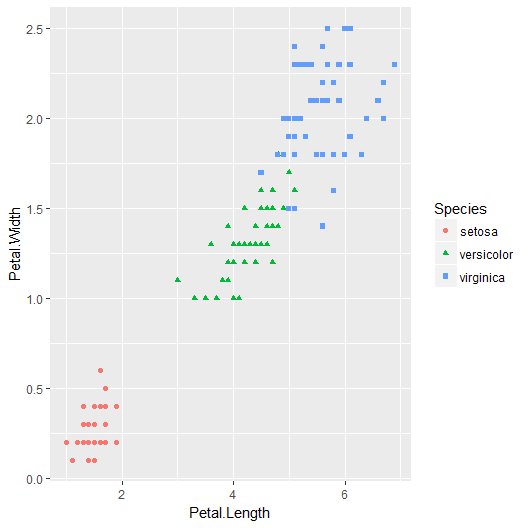 2.5
2.0
1.5
1.0
0.5
0.0
Petal.Width
2 4 6
Petal.Length
Species
setosa
versicolor
virginica